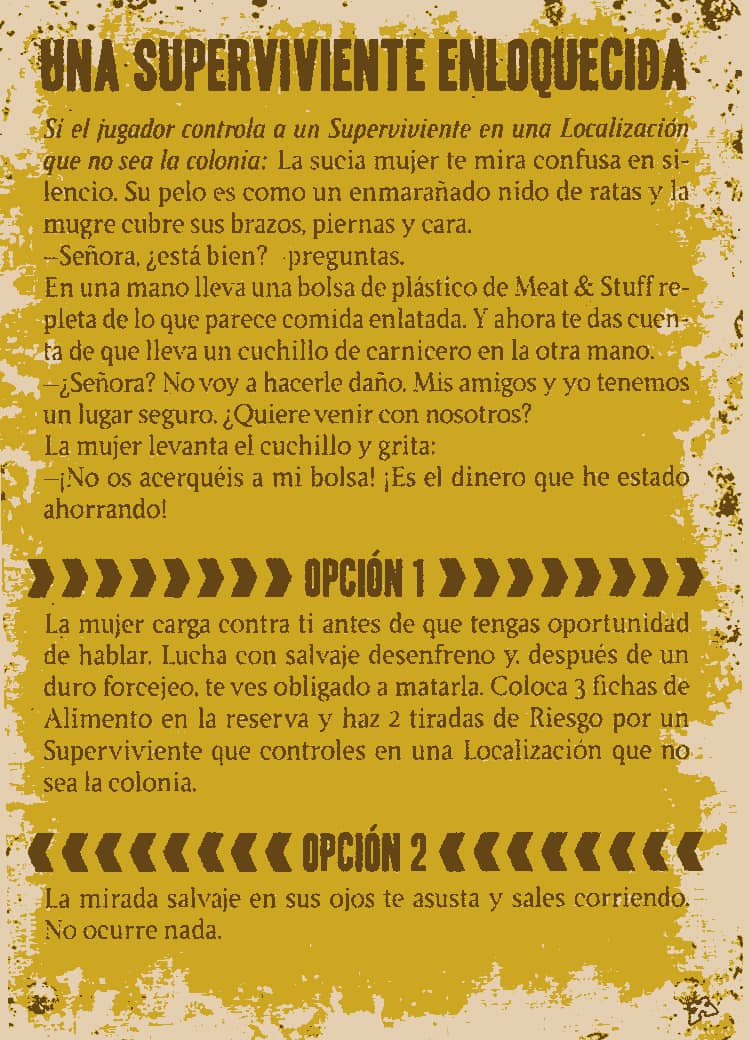 UNA SUPERVIVIENTE ENLOQUECIDA
Si el jugador controla a un Superviviente en una Localización
que no sea la colonia: La sucia mujer te mira confusa en si-
lencio. Su pelo es como un enmarañado nido de ratas y la
mugre cubre sus brazos, piernas y cara.
–Señora, ¿está bien? -preguntas.
En una mano lleva una bolsa de plástico de Meat & Stuff re-
pleta de lo que parece comida enlatada. Y ahora te das cuen-
ta de que lleva un cuchillo de carnicero en la otra mano.
–¿Señora? No voy a hacerle daño. Mis amigos y yo tenemos
un lugar seguro. ¿Quiere venir con nosotros?
La mujer levanta el cuchillo y grita:
–¡No os acerquéis a mi bolsa! ¡Es el dinero que he estado
ahorrando!
OPCIÓN 1
La mujer carga contra ti antes de que tengas oportunidad
de hablar. Lucha con salvaje desenfreno y, después de un
duro forcejeo, te ves obligado a matarla. Coloca 3 fichas de
Alimento en la reserva y haz 2 tiradas de Riesgo por un
Superviviente que controles en una Localización que no
sea la colonia.
OPCIÓN 2
La mirada salvaje en sus ojos te asusta y sales corriendo.
No ocurre nada.